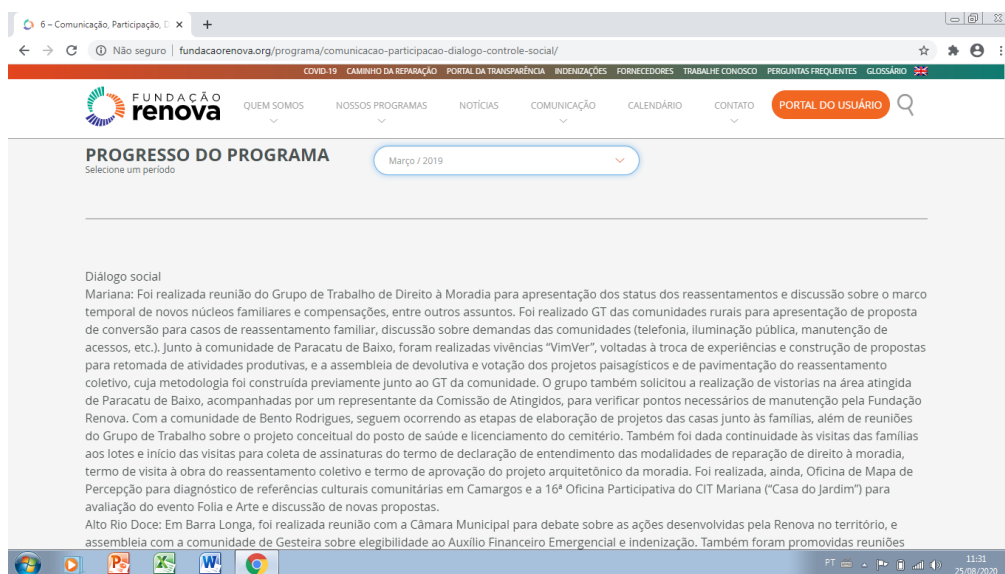 6 – Comunicação, Participação, D
Não seguro | fundacaorenova.org/programa/comunicacao-participacao-dialogo-controle-social/
COVID-19 CAMINHO DA REPARAÇÃO PORTAL DA TRANSPARÊNCIA INDENIZAÇÕES FORNECEDORES TRABALHE CONOSCO PERGUNTAS FREQUENTES GLOSSÁRIO
FUNDAÇÃO
renova
QUEM SOMOS NOSSOS PROGRAMAS NOTÍCIAS COMUNICAÇÃO CALENDÁRIO CONTATO PORTAL DO USUÁRIO
PROGRESSO DO PROGRAMA
Selecione um período
Março / 2019
Diálogo social
Mariana: Foi realizada reunião do Grupo de Trabalho de Direito à Moradia para apresentação dos status dos reassentamentos e discussão sobre o marco
temporal de novos núcleos familiares e compensações, entre outros assuntos. Foi realizado GT das comunidades rurais para apresentação de proposta
de conversão para casos de reassentamento familiar, discussão sobre demandas das comunidades (telefonia, iluminação pública, manutenção de
acessos, etc.). Junto à comunidade de Paracatu de Baixo, foram realizadas vivências “VimVer”, voltadas à troca de experiências e construção de propostas
para retomada de atividades produtivas, e a assembleia de devolutiva e votação dos projetos paisagísticos e de pavimentação do reassentamento
coletivo, cuja metodologia foi construída previamente junto ao GT da comunidade. O grupo também solicitou a realização de vistorias na área atingida
de Paracatu de Baixo, acompanhadas por um representante da Comissão de Atingidos, para verificar pontos necessários de manutenção pela Fundação
Renova. Com a comunidade de Bento Rodrigues, seguem ocorrendo as etapas de elaboração de projetos das casas junto às famílias, além de reuniões
do Grupo de Trabalho sobre o projeto conceitual do posto de saúde e licenciamento do cemitério. Também foi dada continuidade às visitas das famílias
aos lotes e início das visitas para coleta de assinaturas do termo de declaração de entendimento das modalidades de reparação de direito à moradia,
termo de visita à obra do reassentamento coletivo e termo de aprovação do projeto arquitetônico da moradia. Foi realizada, ainda, Oficina de Mapa de
Percepção para diagnóstico de referências culturais comunitárias em Camargos e a 16ª Oficina Participativa do CIT Mariana (“Casa do Jardim”) para
avaliação do evento Folia e Arte e discussão de novas propostas.
Alto Rio Doce: Em Barra Longa, foi realizada reunião com a Câmara Municipal para debate sobre as ações desenvolvidas pela Renova no território, e
assembleia com a comunidade de Gesteira sobre elegibilidade ao Auxílio Financeiro Emergencial e indenização. Também foram promovidas reuniões
PT
11:31
25/08/2020